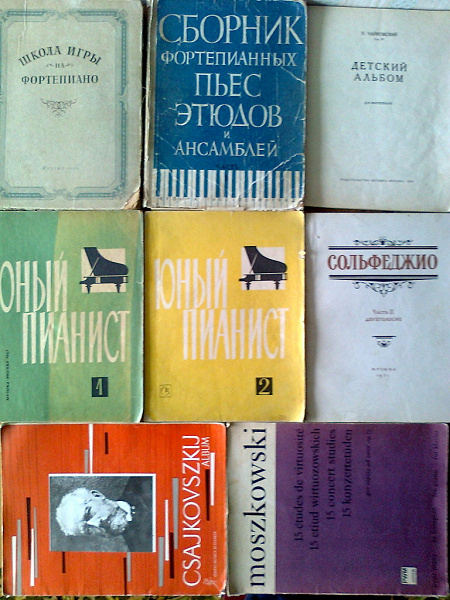 ШКОЛА ИГРЫ
НА
ФОРТЕПИАНО
СБОРНИК
ФОРТЕПИАННЫХ
ПЬЕС
ЭТЮДОВ
И
АНСАМБЛЕЙ
П. ЧАЙКОВСКИЙ
ДЕТСКИЙ
АЛЬБОМ
ЮНЫЙ
ПИАНИСТ
1
ЮНЫЙ
ПИАНИСТ
2
СОЛЬФЕДЖИО
Часть II
ДВУХГОЛОСИЕ
МУЗЫКА
CSAJKOVSZKIJ
ALBUM
moszkowski
15 études de virtuosité
15 etiud wirtuozowskich
15 concert studies
15 konzertetüden